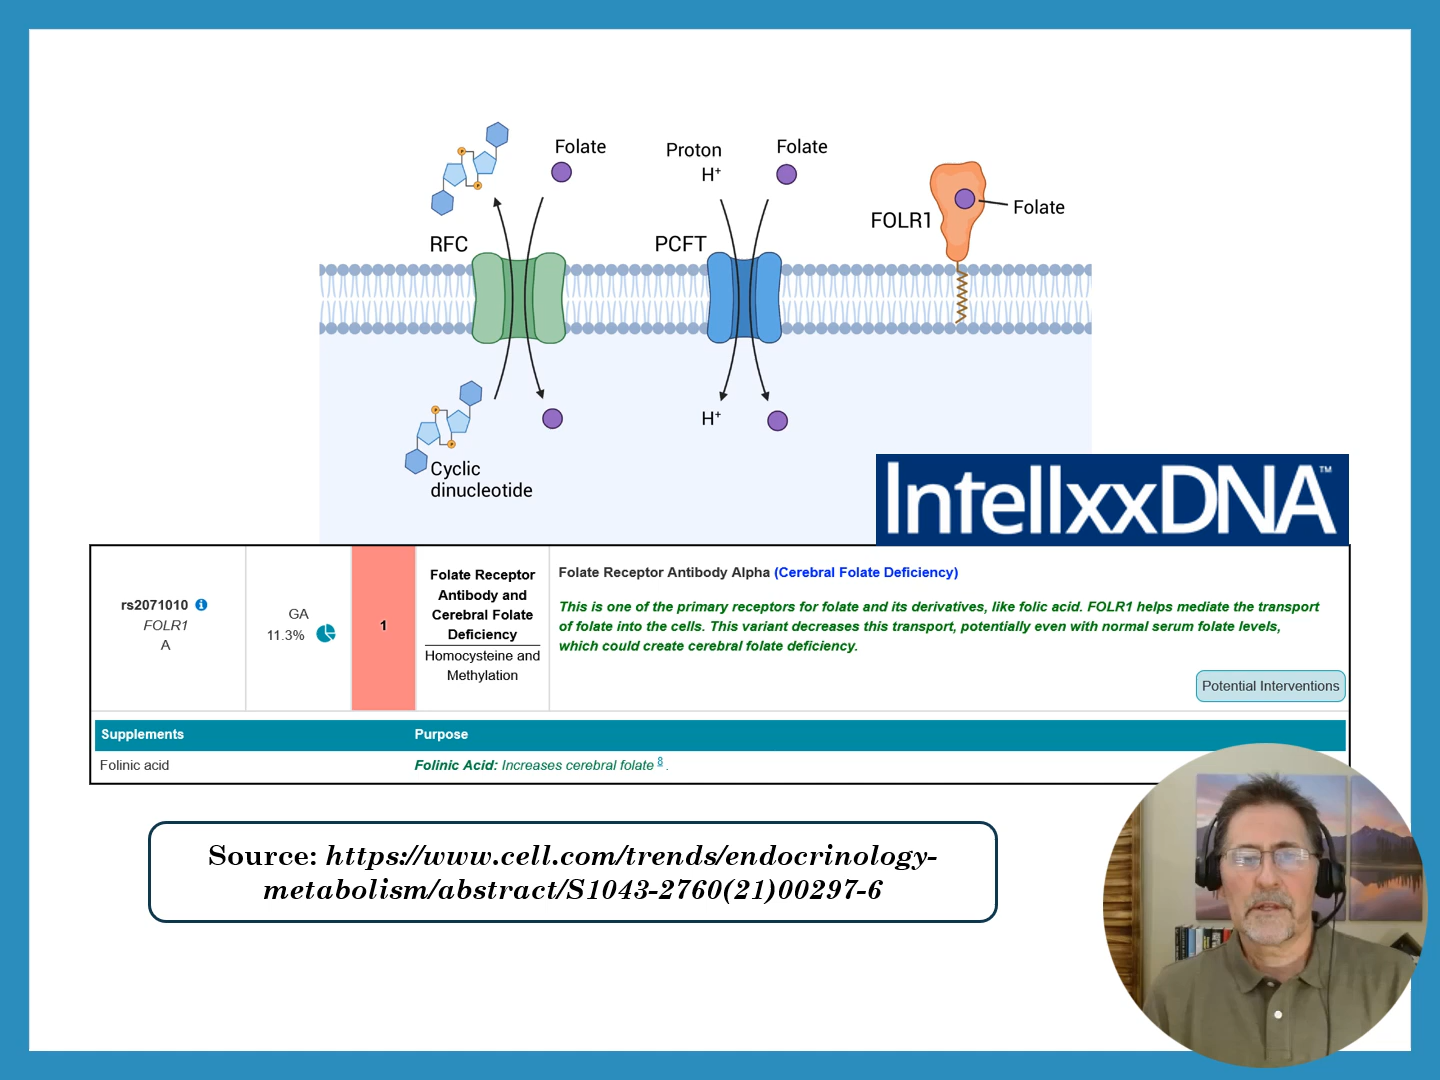 Folate
Proton
H⁺
Folate
RFC
PCFT
FOLR1
Folate
H⁺
Cyclic
dinucleotide
IntellxxDNA™
rs2071010
FOLR1
A
GA
11.3%
1
Folate Receptor
Antibody and
Cerebral Folate
Deficiency
Homocysteine and
Methylation
Folate Receptor Antibody Alpha (Cerebral Folate Deficiency)
This is one of the primary receptors for folate and its derivatives, like folic acid. FOLR1 helps mediate the transport
of folate into the cells. This variant decreases this transport, potentially even with normal serum folate levels,
which could create cerebral folate deficiency.
Potential Interventions
Supplements Purpose
Folinic acid Folinic Acid: Increases cerebral folate 8 .
Source: https://www.cell.com/trends/endocrinology-
metabolism/abstract/S1043-2760(21)00297-6